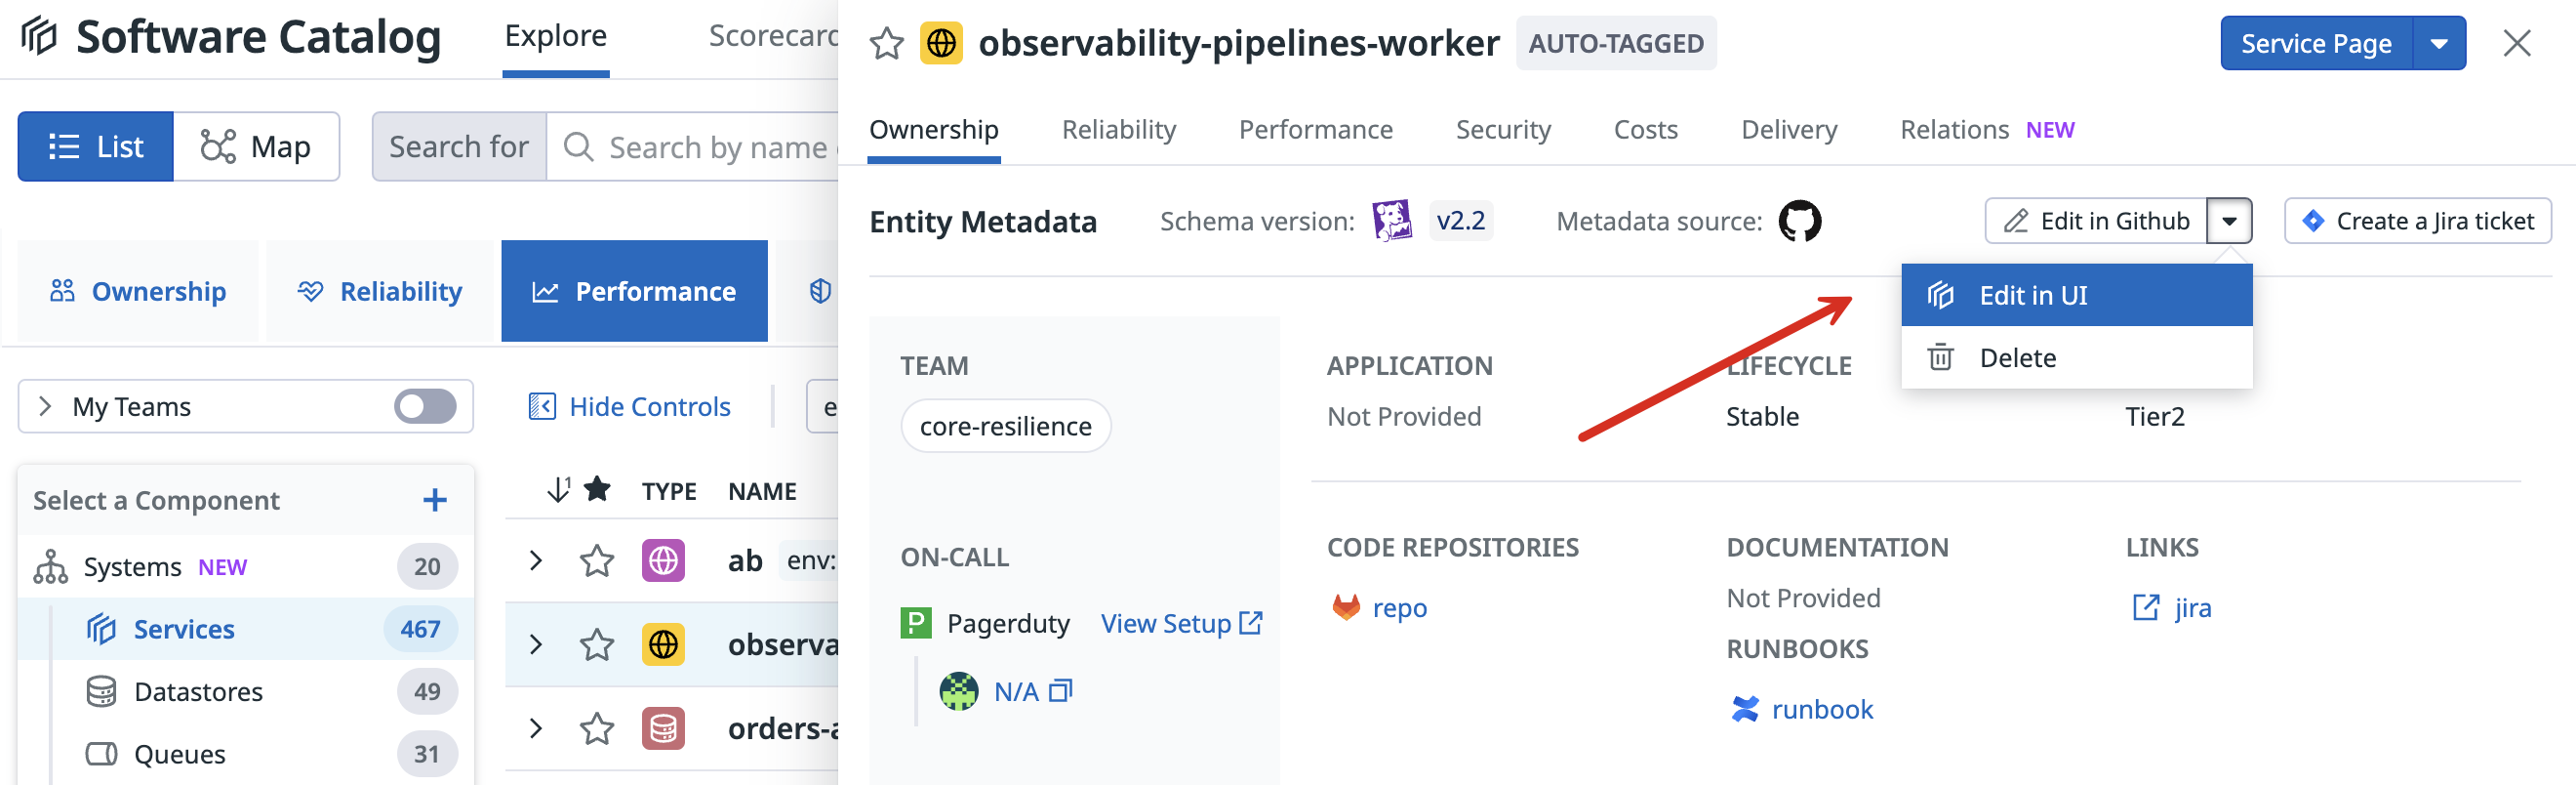 Software Catalog
Explore
Scorecard
List
Map
Search for
Search by name
Ownership
Reliability
Performance
My Teams
Hide Controls
Select a Component
Systems NEW 20
Services 467
Datastores 49
Queues 31
1 TYPE NAME
ab env:
observa
orders-a
observability-pipelines-worker AUTO-TAGGED
Service Page
Ownership Reliability Performance Security Costs Delivery Relations NEW
Entity Metadata Schema version: v2.2 Metadata source:
Edit in Github
Create a Jira ticket
Edit in UI
Delete
TEAM
core-resilience
ON-CALL
Pagerduty View Setup
N/A
APPLICATION
Not Provided
LIFECYCLE
Stable
Tier2
CODE REPOSITORIES
repo
DOCUMENTATION
Not Provided
RUNBOOKS
runbook
LINKS
jira